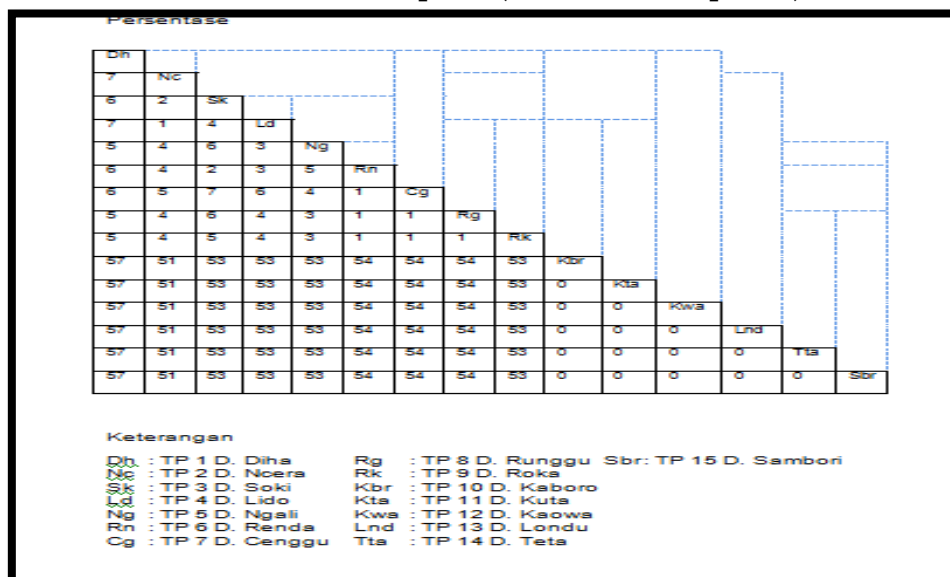 Persentase
Dh
7 Nc
6 2 Sk
7 1 4 Ld
5 4 6 3 Ng
6 4 2 3 5 Rn
6 5 7 6 4 1 Cg
5 4 6 4 3 1 1 Rg
5 4 5 4 3 1 1 1 Rk
57 51 53 53 53 54 54 54 53 Kbr
57 51 53 53 53 54 54 54 53 0 Kta
57 51 53 53 53 54 54 54 53 0 0 Kwa
57 51 53 53 53 54 54 54 53 0 0 0 Lnd
57 51 53 53 53 54 54 54 53 0 0 0 0 Tta
57 51 53 53 53 54 54 54 53 0 0 0 0 0 Sbr
Keterangan
Dh : TP 1 D. Diha Rg : TP 8 D. Runggu Sbr: TP 15 D. Sambori
Nc : TP 2 D. Ncera Rk : TP 9 D. Roka
Sk : TP 3 D. Soki Kbr : TP 10 D. Kaboro
Ld : TP 4 D. Lido Kta : TP 11 D. Kuta
Ng : TP 5 D. Ngali Kwa : TP 12 D. Kaowa
Rn : TP 6 D. Renda Lnd : TP 13 D. Londu
Cg : TP 7 D. Cenggu Tta : TP 14 D. Teta